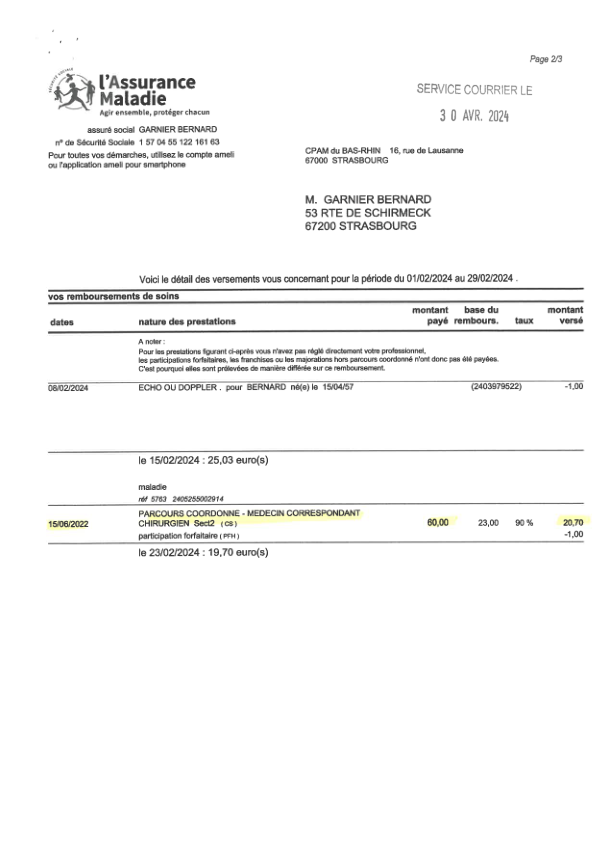 Page 2/3
SÉCURITÉ SOCIALE
l'Assurance
Maladie
Agir ensemble, protéger chacun
SERVICE COURRIER LE
3 0 AVR. 2024
assuré social GARNIER BERNARD
n° de Sécurité Sociale 1 57 04 55 122 161 63
Pour toutes vos démarches, utilisez le compte ameli
ou l'application ameli pour smartphone
CPAM du BAS-RHIN 16, rue de Lausanne
67000 STRASBOURG
M. GARNIER BERNARD
53 RTE DE SCHIRMECK
67200 STRASBOURG
Voici le détail des versements vous concernant pour la période du 01/02/2024 au 29/02/2024 .
vos remboursements de soins
dates nature des prestations montant payé base du rembours. taux montant versé
A noter :
Pour les prestations figurant ci-après vous n'avez pas réglé directement votre professionnel,
les participations forfaitaires, les franchises ou les majorations hors parcours coordonné n'ont donc pas été payées.
C'est pourquoi elles sont prélevées de manière différée sur ce remboursement.
08/02/2024 ECHO OU DOPPLER . pour BERNARD né(e) le 15/04/57 (2403979522) -1,00
le 15/02/2024 : 25,03 euro(s)
maladie
réf 5763 2405255002914
PARCOURS COORDONNE - MEDECIN CORRESPONDANT
15/06/2022 CHIRURGIEN Sect2 ( CS ) 60,00 23,00 90 % 20,70
participation forfaitaire ( PFH ) -1,00
le 23/02/2024 : 19,70 euro(s)